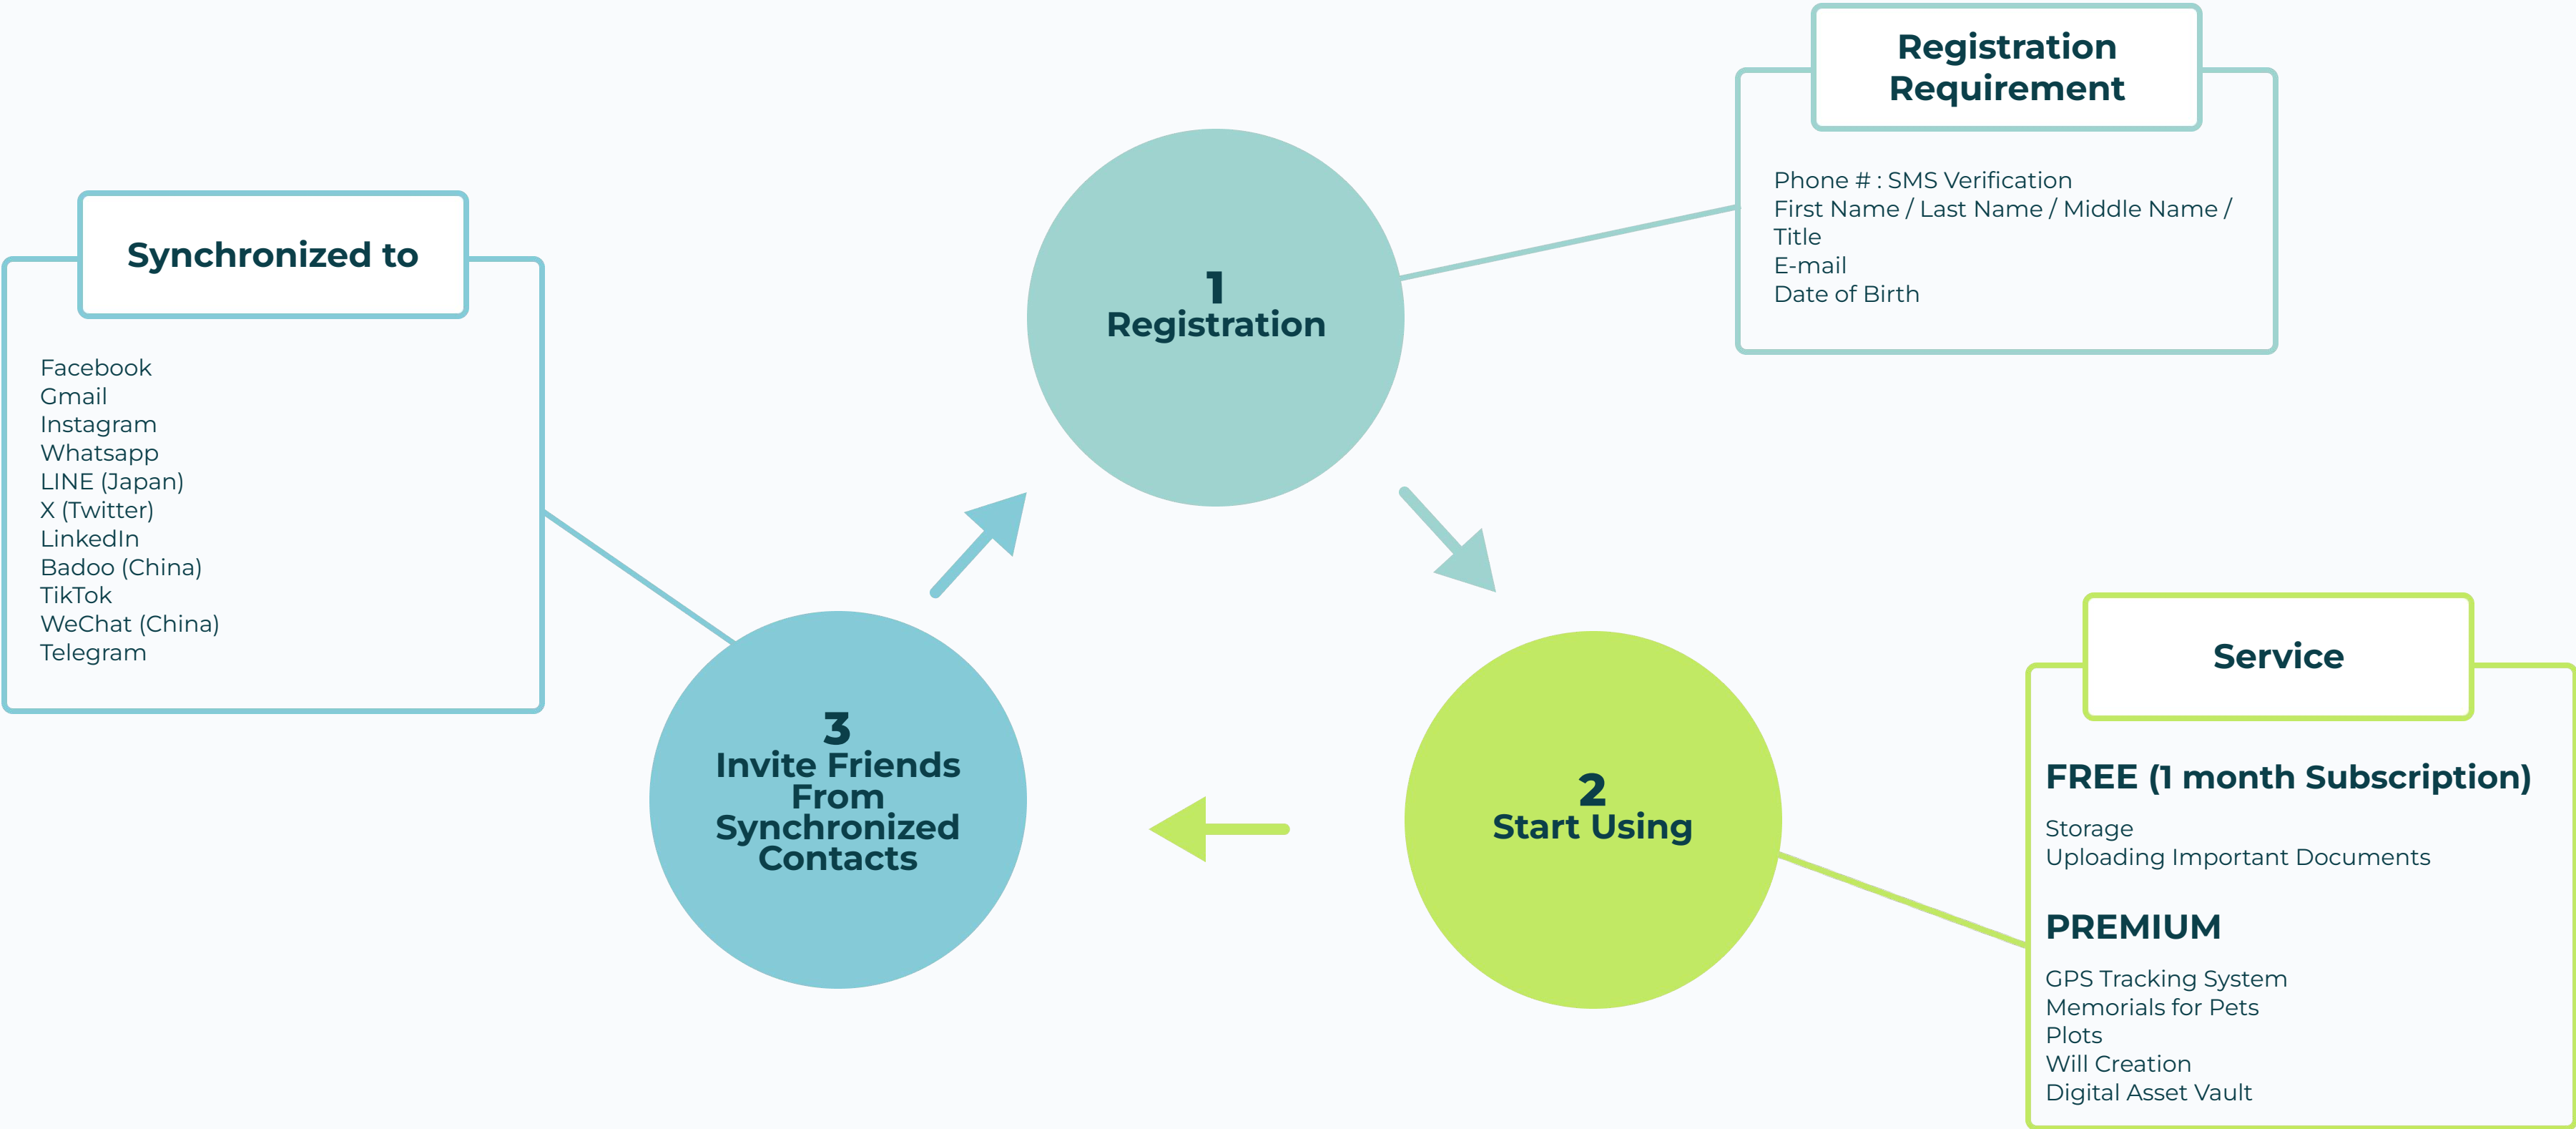 Registration
Requirement
Phone # : SMS Verification
First Name / Last Name / Middle Name /
Title
E-mail
Date of Birth
1
Registration
Synchronized to
Facebook
Gmail
Instagram
Whatsapp
LINE (Japan)
X (Twitter)
LinkedIn
Badoo (China)
TikTok
WeChat (China)
Telegram
3
Invite Friends
From
Synchronized
Contacts
2
Start Using
Service
FREE (1 month Subscription)
Storage
Uploading Important Documents
PREMIUM
GPS Tracking System
Memorials for Pets
Plots
Will Creation
Digital Asset Vault